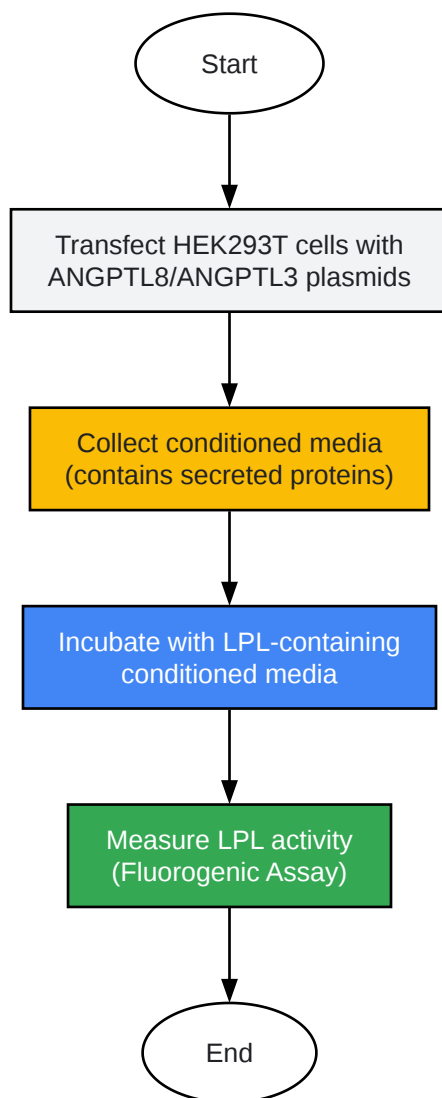 Start
Transfect HEK293T cells with
ANGPTL8/ANGPTL3 plasmids
Collect conditioned media
(contains secreted proteins)
Incubate with LPL-containing
conditioned media
Measure LPL activity
(Fluorogenic Assay)
End